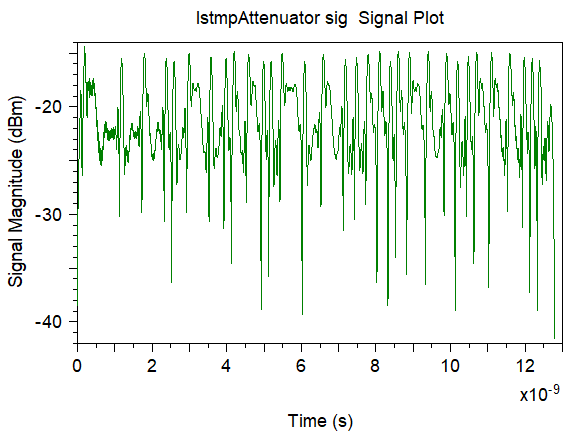 lstmpAttenuator sig  Signal Plot
Signal Magnitude (dBm)
-20
-30
-40
0 2 4 6 8 10 12
x10-9
Time (s)